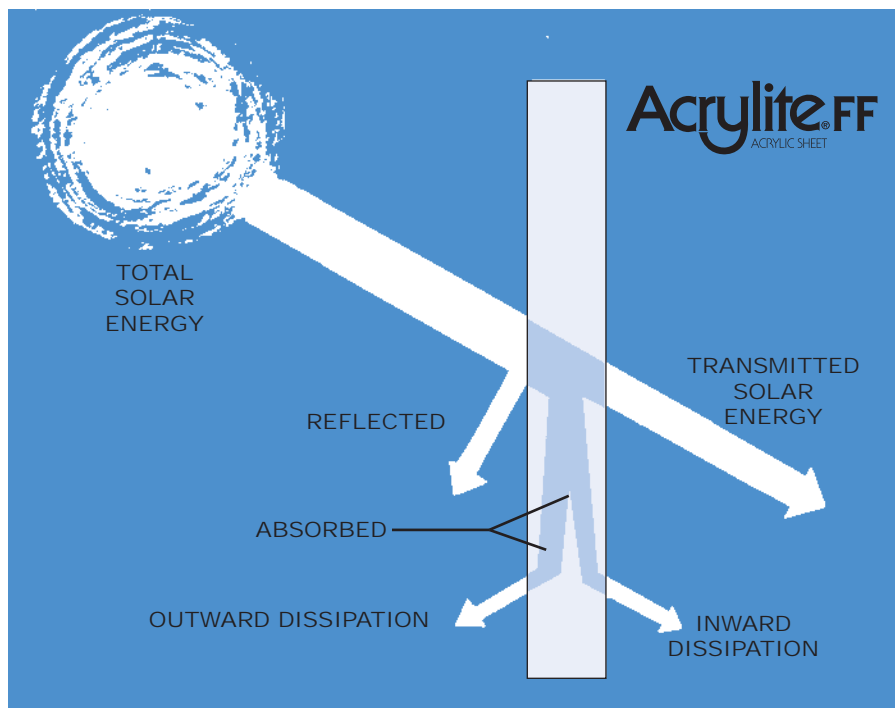 Acrylite® FF
ACRYLIC SHEET
TOTAL
SOLAR
ENERGY
TRANSMITTED
SOLAR
ENERGY
REFLECTED
ABSORBED
OUTWARD DISSIPATION
INWARD
DISSIPATION